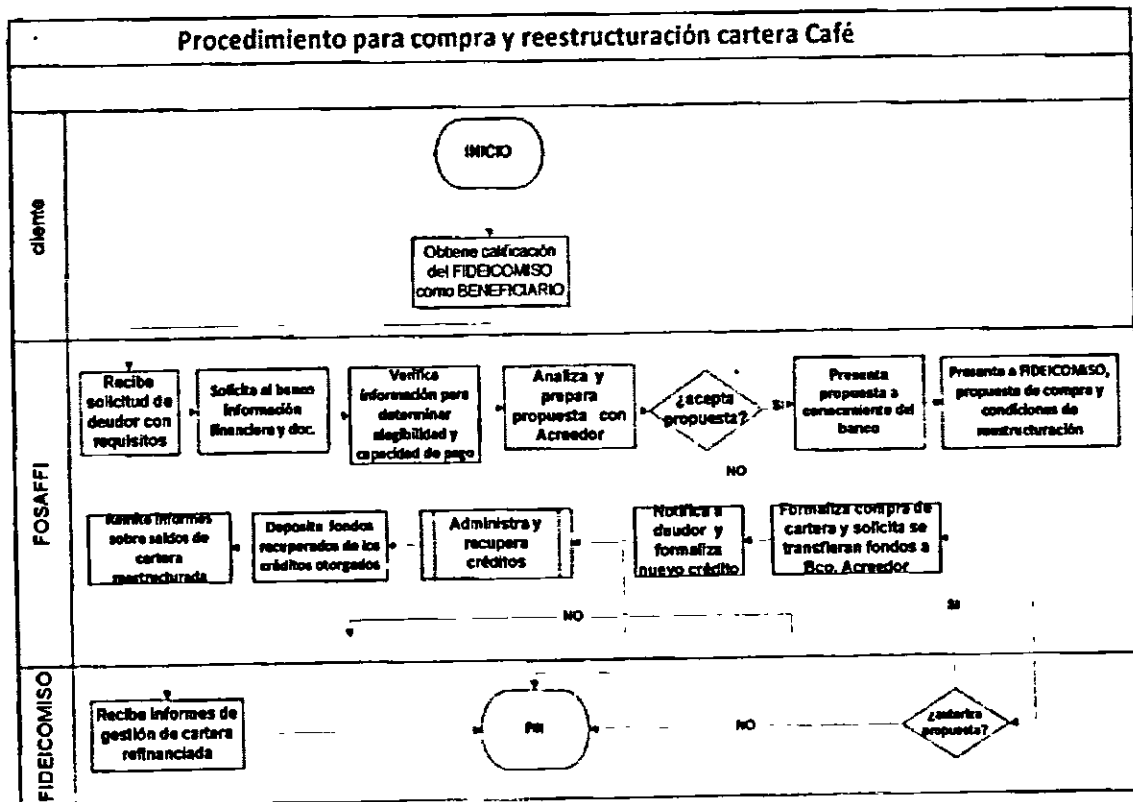 Procedimiento para compra y reestructuración cartera Café
cliente
INICIO
Obtiene calificación
del FIDEICOMISO
como BENEFICIARIO
FOSAFFI
Recibe
solicitud de
deudor con
requisitos
Solicita al banco
información
financiera y doc.
Verifica
información para
determinar
elegibilidad y
capacidad de pago
Analiza y
prepara
propuesta con
Acreedor
¿acepta
propuesta?
Si
Presenta
propuesta a
conocimiento del
banco
Presenta a FIDEICOMISO,
propuesta de compra y
condiciones de
reestructuración
NO
Remite informes
sobre saldos de
cartera
reestructurada
Deposita fondos
recuperados de los
créditos otorgados
Administra y
recupera
créditos
Notifica a
deudor y
formaliza
nuevo crédito
Formaliza compra de
cartera y solicita se
transfieran fondos a
Bco. Acreedor
NO
SI
FIDEICOMISO
Recibe informes de
gestión de cartera
refinanciada
FIN
NO
¿autoriza
propuesta?